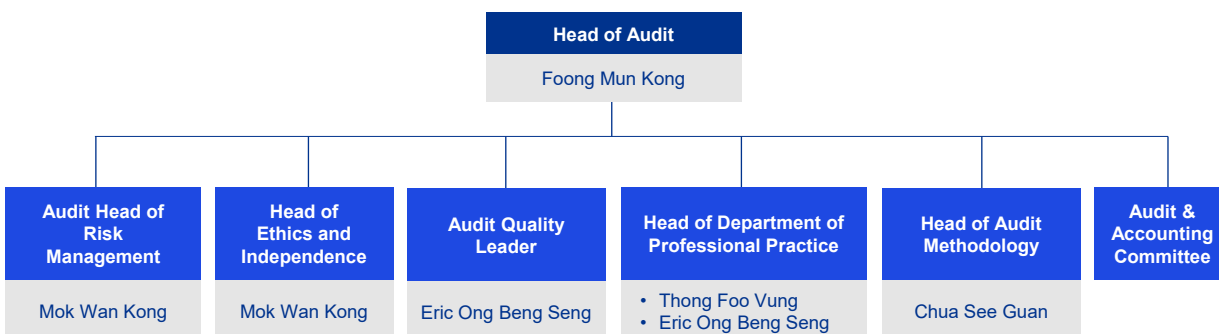 Head of Audit
Foong Mun Kong
Audit Head of
Risk
Management
Mok Wan Kong
Head of
Ethics and
Independence
Mok Wan Kong
Audit Quality
Leader
Eric Ong Beng Seng
Head of Department of
Professional Practice
• Thong Foo Vung
• Eric Ong Beng Seng
Head of Audit
Methodology
Chua See Guan
Audit &
Accounting
Committee